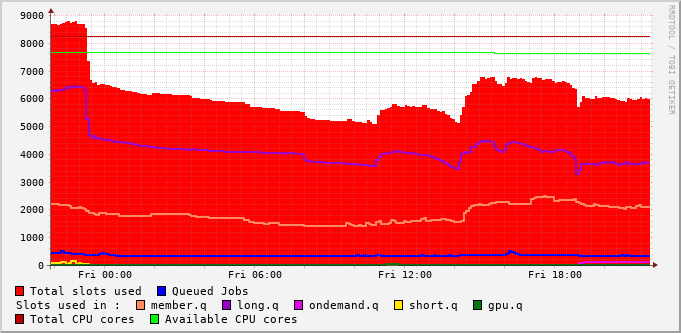 9000
8000
7000
6000
5000
4000
3000
2000
1000
0
Fri 00:00 Fri 06:00 Fri 12:00 Fri 18:00
RRDTOOL / TOBI OETIKER
Total slots used Queued Jobs
Slots used in : member.q long.q ondemand.q short.q gpu.q
Total CPU cores Available CPU cores